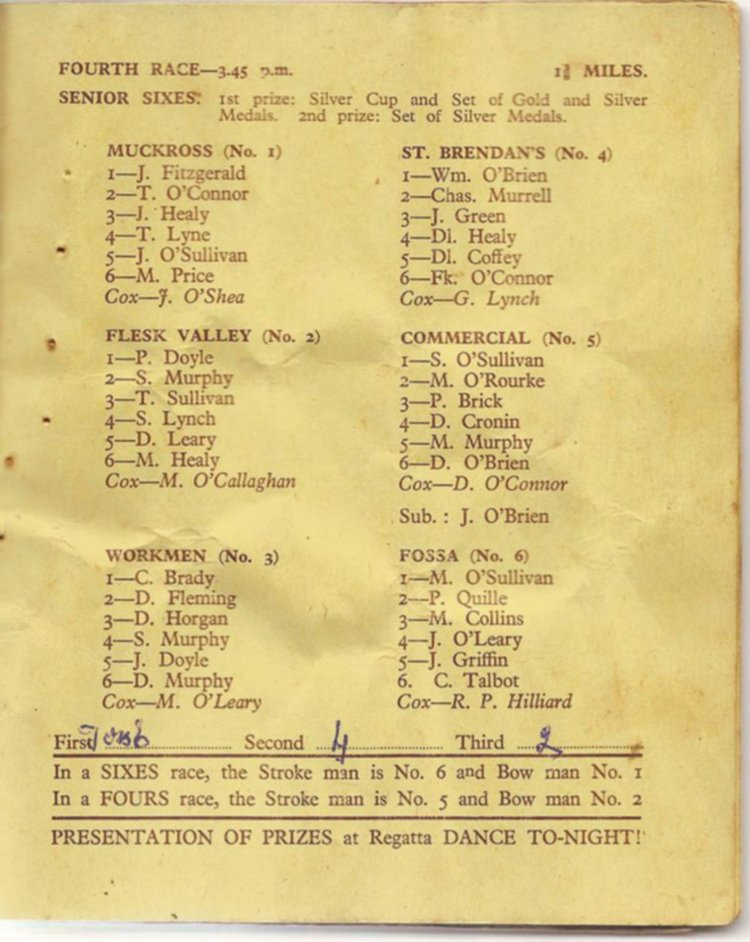 FOURTH RACE—3.45 p.m. 1¾ MILES.
SENIOR SIXES: 1st prize: Silver Cup and Set of Gold and Silver
Medals. 2nd prize: Set of Silver Medals.
MUCKROSS (No. 1)
1—J. Fitzgerald
2—T. O'Connor
3—J. Healy
4—T. Lyne
5—J. O'Sullivan
6—M. Price
Cox—J. O'Shea
FLESK VALLEY (No. 2)
1—P. Doyle
2—S. Murphy
3—T. Sullivan
4—S. Lynch
5—D. Leary
6—M. Healy
Cox—M. O'Callaghan
WORKMEN (No. 3)
1—C. Brady
2—D. Fleming
3—D. Horgan
4—S. Murphy
5—J. Doyle
6—D. Murphy
Cox—M. O'Leary
ST. BRENDAN'S (No. 4)
1—Wm. O'Brien
2—Chas. Murrell
3—J. Green
4—Dl. Healy
5—Dl. Coffey
6—Fk. O'Connor
Cox—G. Lynch
COMMERCIAL (No. 5)
1—S. O'Sullivan
2—M. O'Rourke
3—P. Brick
4—D. Cronin
5—M. Murphy
6—D. O'Brien
Cox—D. O'Connor
Sub. : J. O'Brien
FOSSA (No. 6)
1—M. O'Sullivan
2—P. Quille
3—M. Collins
4—J. O'Leary
5—J. Griffin
6. C. Talbot
Cox—R. P. Hilliard
First Second 4 Third 2
In a SIXES race, the Stroke man is No. 6 and Bow man No. 1
In a FOURS race, the Stroke man is No. 5 and Bow man No. 2
PRESENTATION OF PRIZES at Regatta DANCE TO-NIGHT!